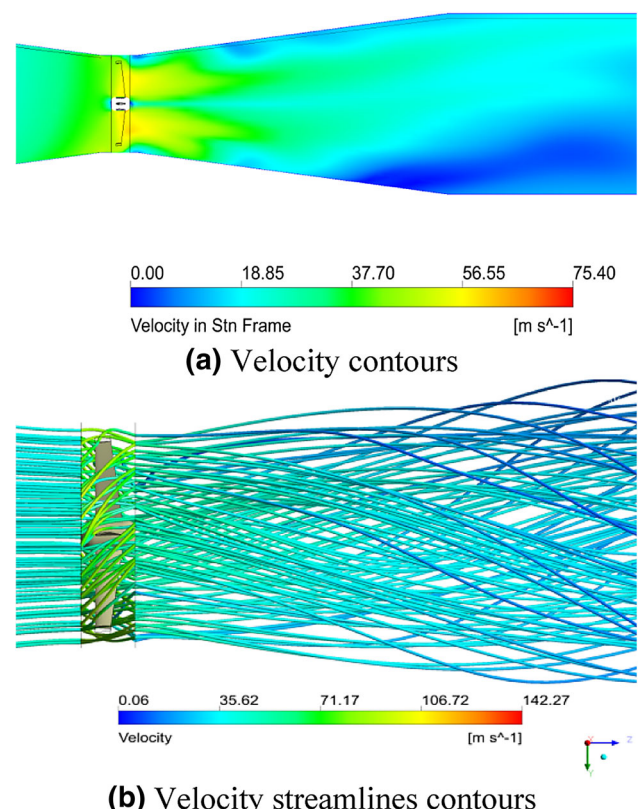 0.00 18.85 37.70 56.55 75.40
Velocity in Stn Frame [m s^-1]
(a) Velocity contours
0.06 35.62 71.17 106.72 142.27
Velocity [m s^-1]
Z
Y
(b) Velocity streamlines contours